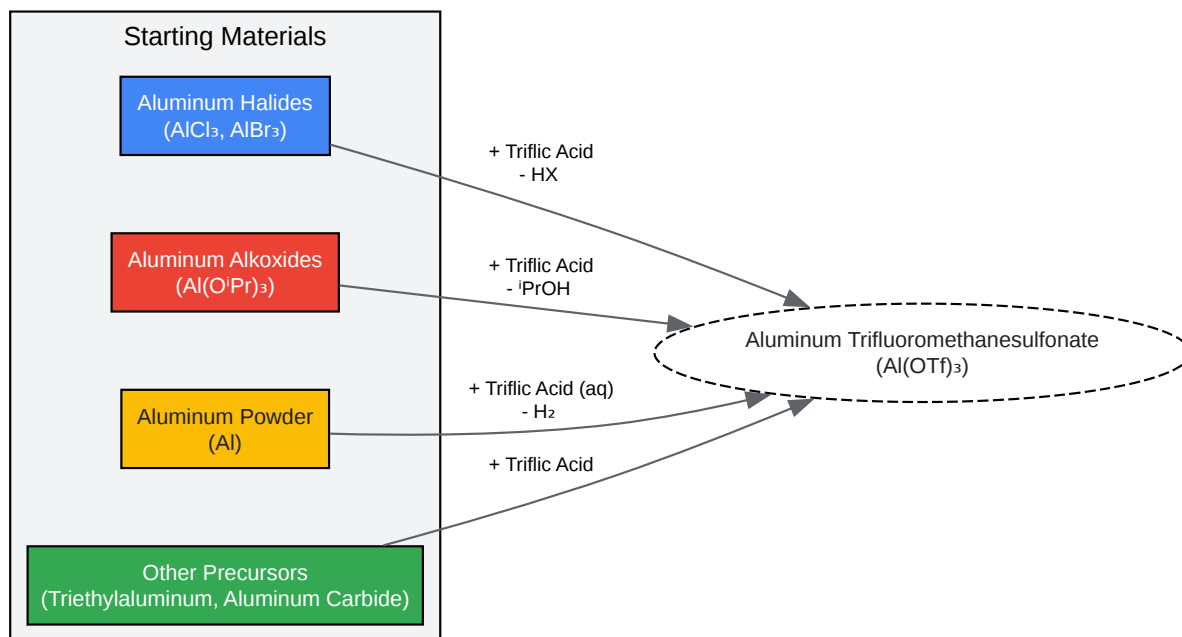 Starting Materials
Aluminum Halides
(AlCl₃, AlBr₃)
+ Triflic Acid
- HX
Aluminum Alkoxides
(Al(OⁱPr)₃)
+ Triflic Acid
- ⁱPrOH
Aluminum Trifluoromethanesulfonate
(Al(OTf)₃)
Aluminum Powder
(Al)
+ Triflic Acid (aq)
- H₂
+ Triflic Acid
Other Precursors
(Triethylaluminum, Aluminum Carbide)